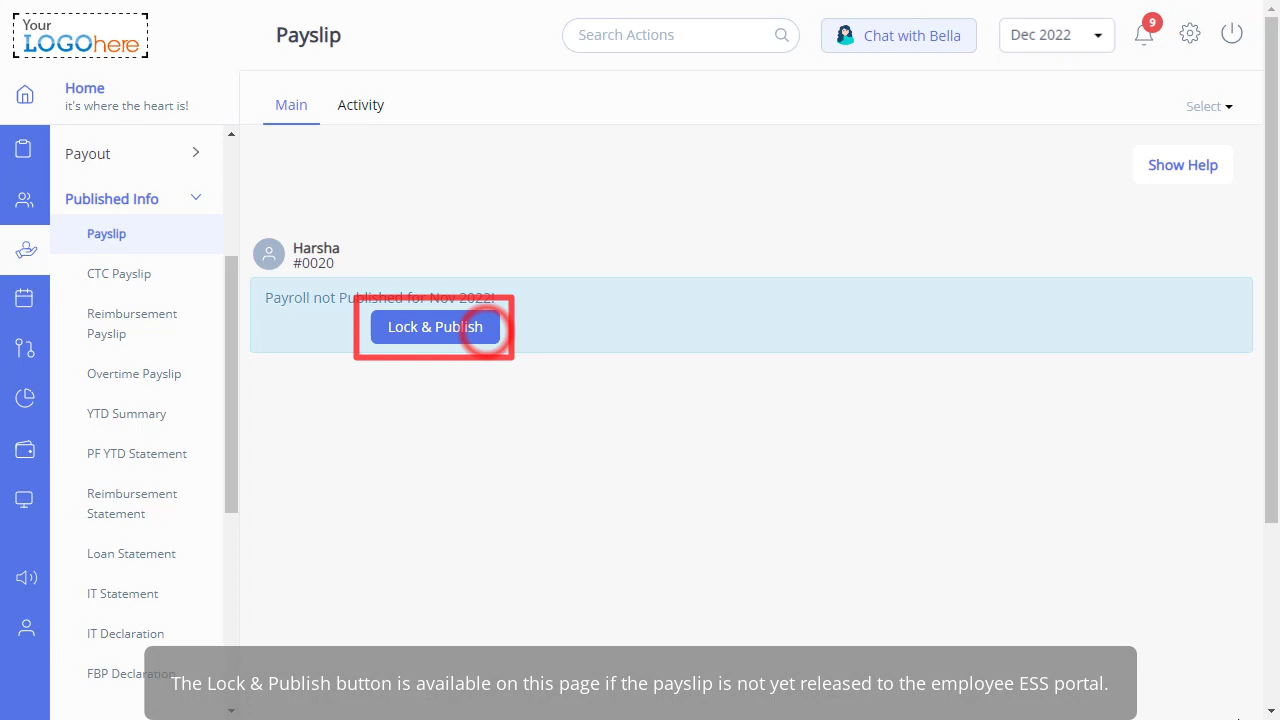 Your
LOGOhere
Payslip
Search Actions
Chat with Bella
Dec 2022
9
Home
it's where the heart is!
Main
Activity
Select
Payout
Show Help
Published Info
Payslip
CTC Payslip
Reimbursement
Payslip
Overtime Payslip
YTD Summary
PF YTD Statement
Reimbursement
Statement
Loan Statement
IT Statement
IT Declaration
FBP Declaration
Harsha
#0020
Payroll not Published for Nov 2022!
Lock & Publish
The Lock & Publish button is available on this page if the payslip is not yet released to the employee ESS portal.